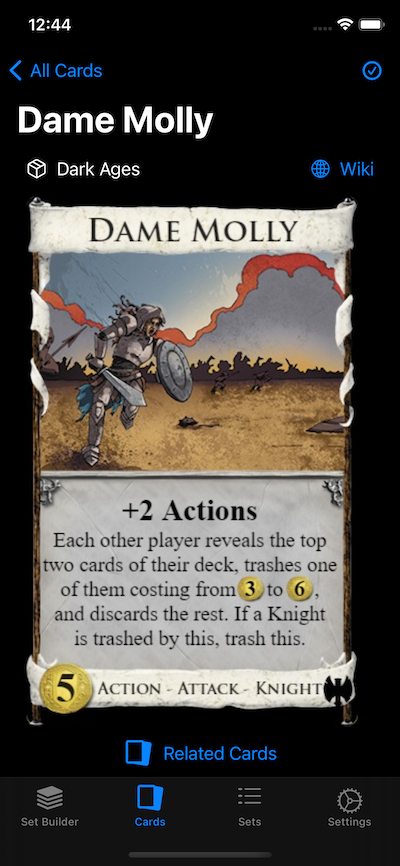 12:44
All Cards
Dame Molly
Dark Ages
Wiki
DAME MOLLY
+2 Actions
Each other player reveals the top
two cards of their deck, trashes one
of them costing from 3 to 6,
and discards the rest. If a Knight
is trashed by this, trash this.
5 ACTION - ATTACK - KNIGHT
Related Cards
Set Builder
Cards
Sets
Settings